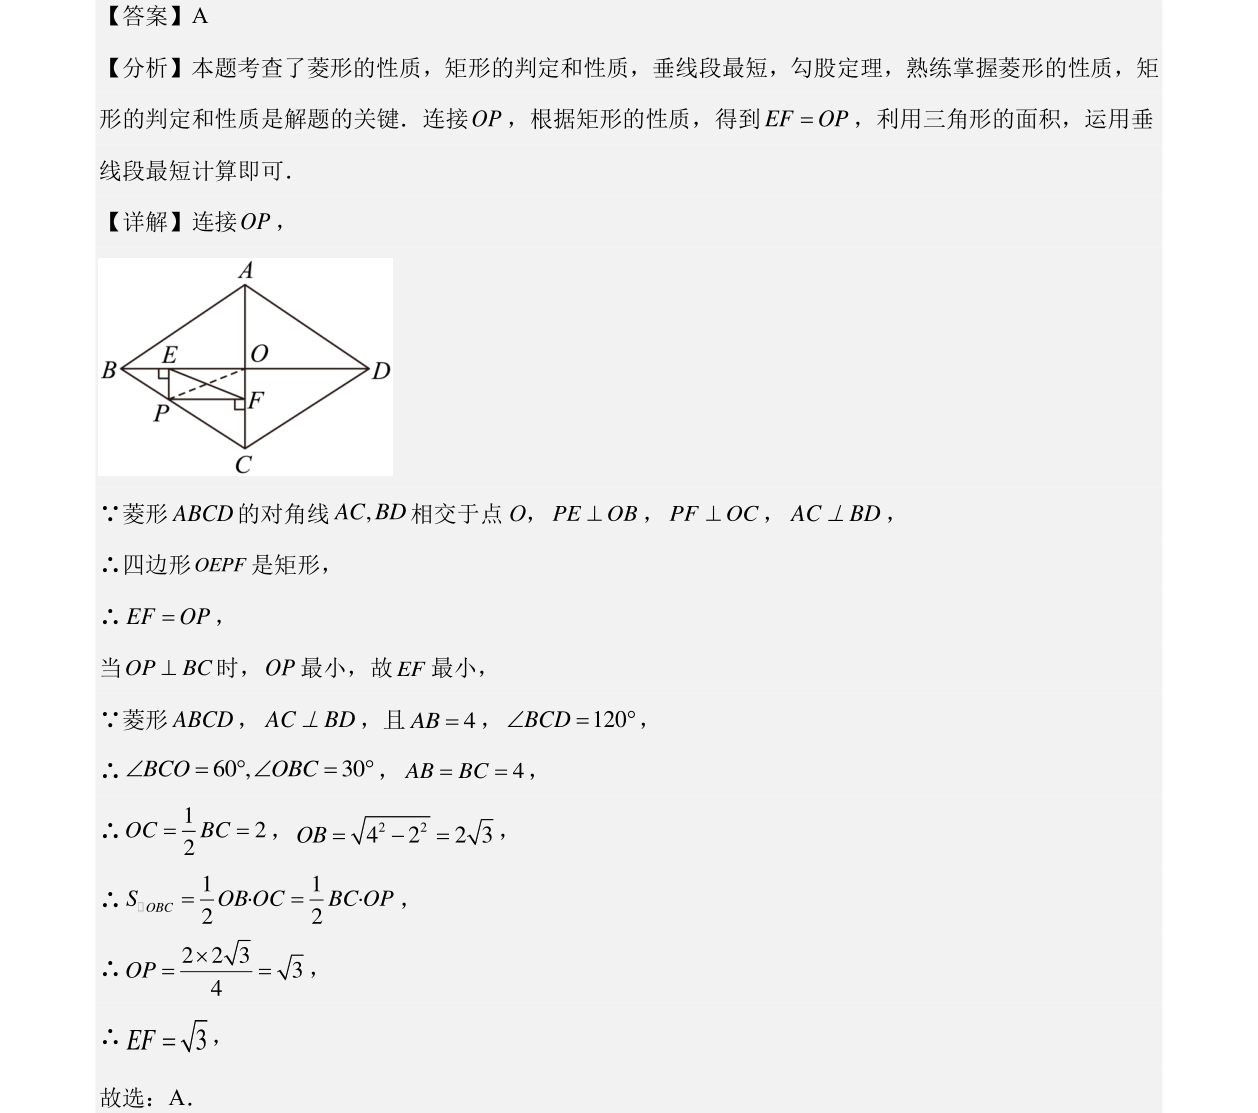 【答案】A
【分析】本题考查了菱形的性质，矩形的判定和性质，垂线段最短，勾股定理，熟练掌握菱形的性质，矩
形的判定和性质是解题的关键．连接OP，根据矩形的性质，得到EF = OP，利用三角形的面积，运用垂
线段最短计算即可．
【详解】连接OP，
A
B
E
O
D
P
F
C
∵菱形ABCD的对角线AC,BD相交于点O，PE⊥OB，PF⊥OC，AC⊥BD，
∴四边形OEPF是矩形，
∴EF = OP，
当OP⊥BC时，OP最小，故EF最小，
∵菱形ABCD，AC⊥BD，且AB = 4，∠BCD = 120°，
∴∠BCO = 60°,∠OBC = 30°，AB = BC = 4，
∴OC = 1/2 BC = 2，OB = √(4² − 2²) = 2√3，
∴S□OBC = 1/2 OB·OC = 1/2 BC·OP，
∴OP = (2×2√3)/4 = √3，
∴EF = √3，
故选：A．